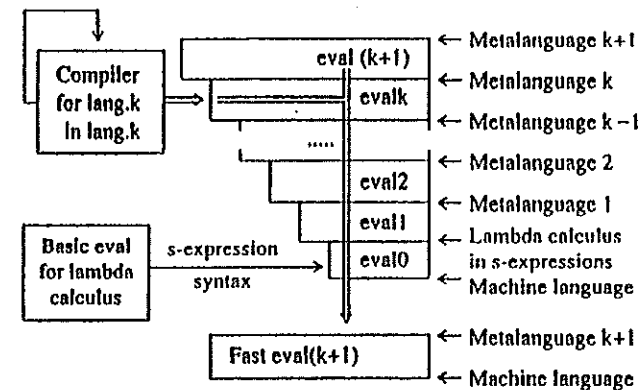 Compiler
for lang.k
in lang.k
eval (k+1)
evalk
.....
eval2
eval1
eval0
← Metalanguage k+1
← Metalanguage k
← Metalanguage k−1
← Metalanguage 2
← Metalanguage 1
← Lambda calculus
in s-expressions
← Machine language
Basic eval
for lambda
calculus
s-expression
syntax
Fast eval(k+1)
← Metalanguage k+1
← Machine language